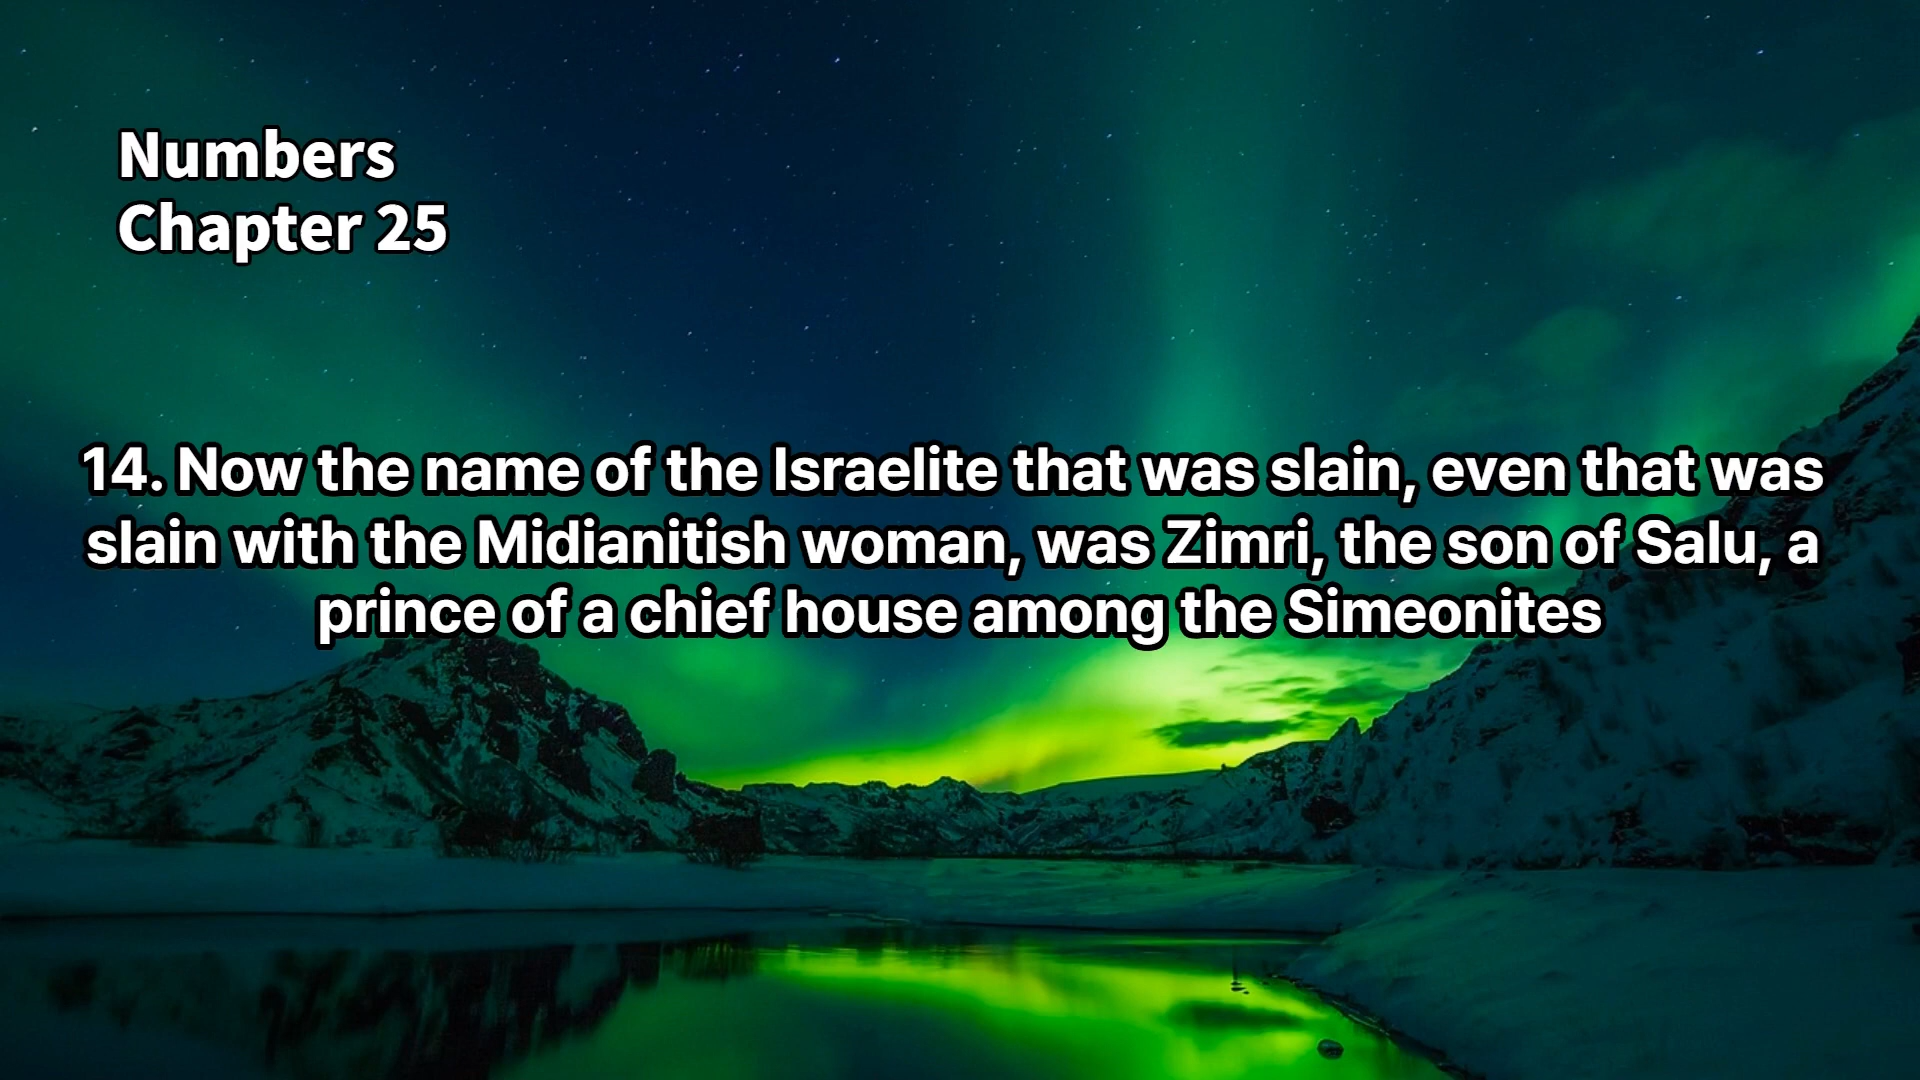 Numbers
Chapter 25
14. Now the name of the Israelite that was slain, even that was
slain with the Midianitish woman, was Zimri, the son of Salu, a
prince of a chief house among the Simeonites